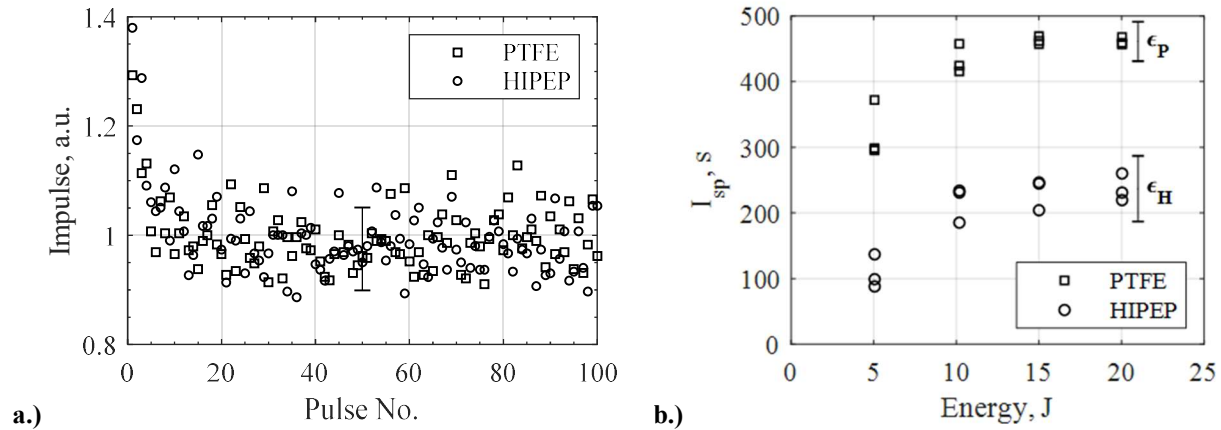 1.4
1.2
1
0.8
Impulse, a.u.
PTFE
HIPEP
0 20 40 60 80 100
Pulse No.
a.)
500
400
300
200
100
0
I_sp, s
ϵ_P
ϵ_H
PTFE
HIPEP
0 5 10 15 20 25
Energy, J
b.)